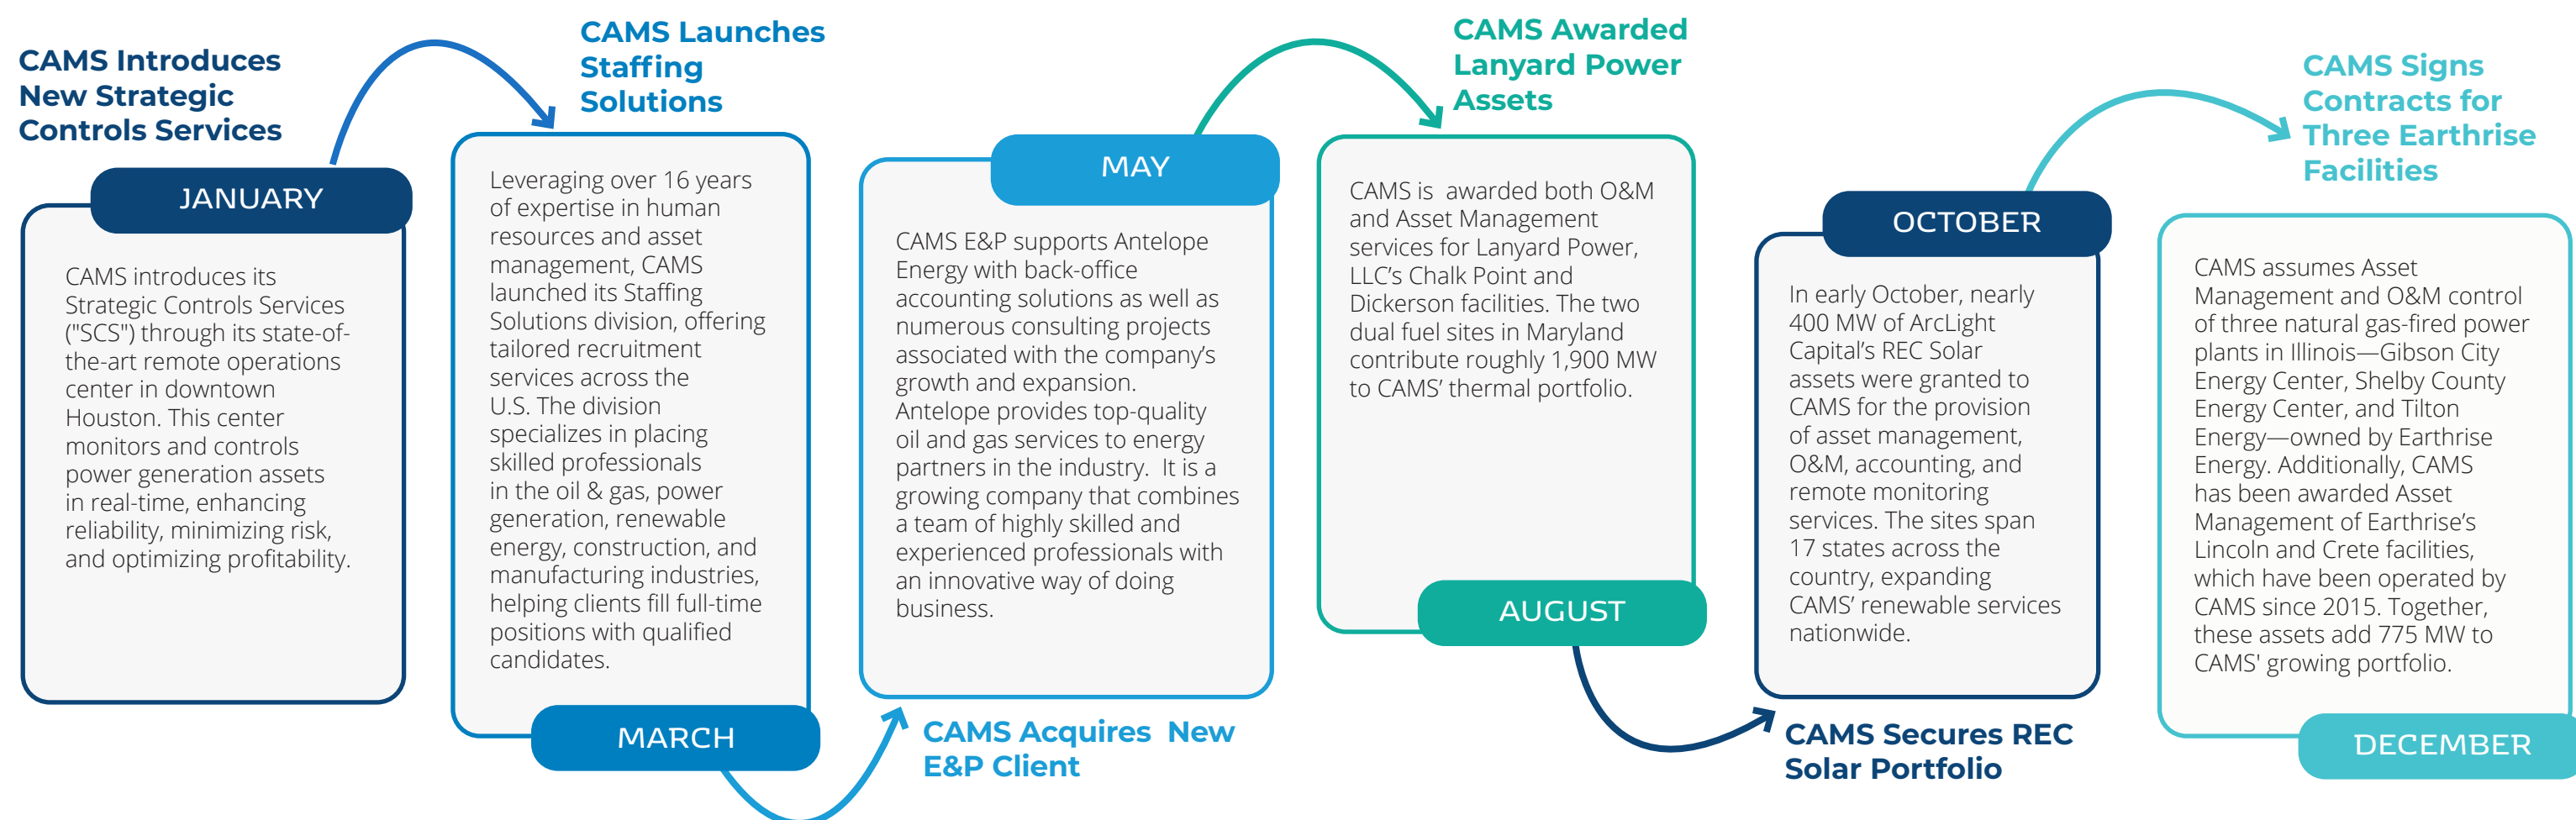 CAMS Introduces
New Strategic
Controls Services
JANUARY
CAMS introduces its
Strategic Controls Services
("SCS") through its state-of-
the-art remote operations
center in downtown
Houston. This center
monitors and controls
power generation assets
in real-time, enhancing
reliability, minimizing risk,
and optimizing profitability.
CAMS Launches
Staffing
Solutions
Leveraging over 16 years
of expertise in human
resources and asset
management, CAMS
launched its Staffing
Solutions division, offering
tailored recruitment
services across the
U.S. The division
specializes in placing
skilled professionals
in the oil & gas, power
generation, renewable
energy, construction, and
manufacturing industries,
helping clients fill full-time
positions with qualified
candidates.
MARCH
MAY
CAMS E&P supports Antelope
Energy with back-office
accounting solutions as well as
numerous consulting projects
associated with the company’s
growth and expansion.
Antelope provides top-quality
oil and gas services to energy
partners in the industry.  It is a
growing company that combines
a team of highly skilled and
experienced professionals with
an innovative way of doing
business.
CAMS Acquires  New
E&P Client
CAMS Awarded
Lanyard Power
Assets
CAMS is  awarded both O&M
and Asset Management
services for Lanyard Power,
LLC’s Chalk Point and
Dickerson facilities. The two
dual fuel sites in Maryland
contribute roughly 1,900 MW
to CAMS’ thermal portfolio.
AUGUST
OCTOBER
In early October, nearly
400 MW of ArcLight
Capital’s REC Solar
assets were granted to
CAMS for the provision
of asset management,
O&M, accounting, and
remote monitoring
services. The sites span
17 states across the
country, expanding
CAMS’ renewable services
nationwide.
CAMS Secures REC
Solar Portfolio
CAMS Signs
Contracts for
Three Earthrise
Facilities
CAMS assumes Asset
Management and O&M control
of three natural gas-fired power
plants in Illinois—Gibson City
Energy Center, Shelby County
Energy Center, and Tilton
Energy—owned by Earthrise
Energy. Additionally, CAMS
has been awarded Asset
Management of Earthrise’s
Lincoln and Crete facilities,
which have been operated by
CAMS since 2015. Together,
these assets add 775 MW to
CAMS' growing portfolio.
DECEMBER